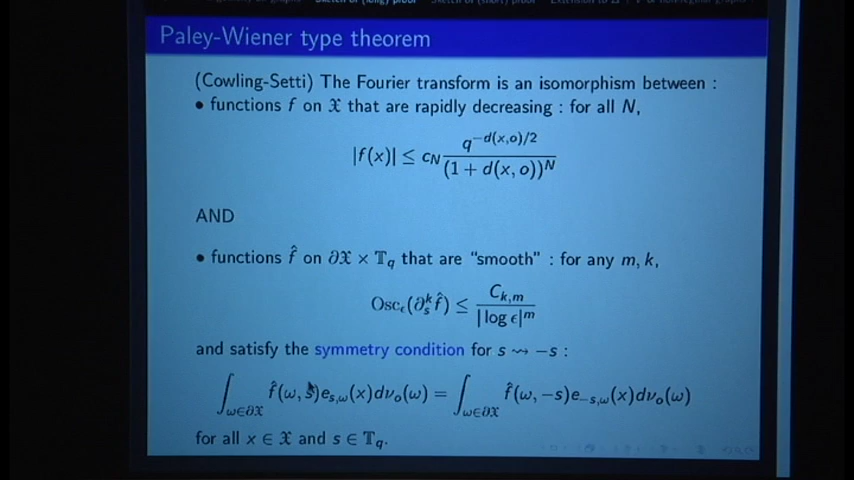 Paley-Wiener type theorem
(Cowling-Setti) The Fourier transform is an isomorphism between :
• functions f on 𝔛 that are rapidly decreasing : for all N,
|f(x)| ≤ c_N q^{-d(x,o)/2} / (1 + d(x, o))^N
AND
• functions f̂ on ∂𝔛 × 𝕋_q that are "smooth" : for any m, k,
Osc_ϵ(∂_s^k f̂) ≤ C_{k,m} / |log ϵ|^m
and satisfy the symmetry condition for s ⇝ −s :
∫_{ω∈∂𝔛} f̂(ω, s)e_{s,ω}(x)dν_o(ω) = ∫_{ω∈∂𝔛} f̂(ω, −s)e_{−s,ω}(x)dν_o(ω)
for all x ∈ 𝔛 and s ∈ 𝕋_q.